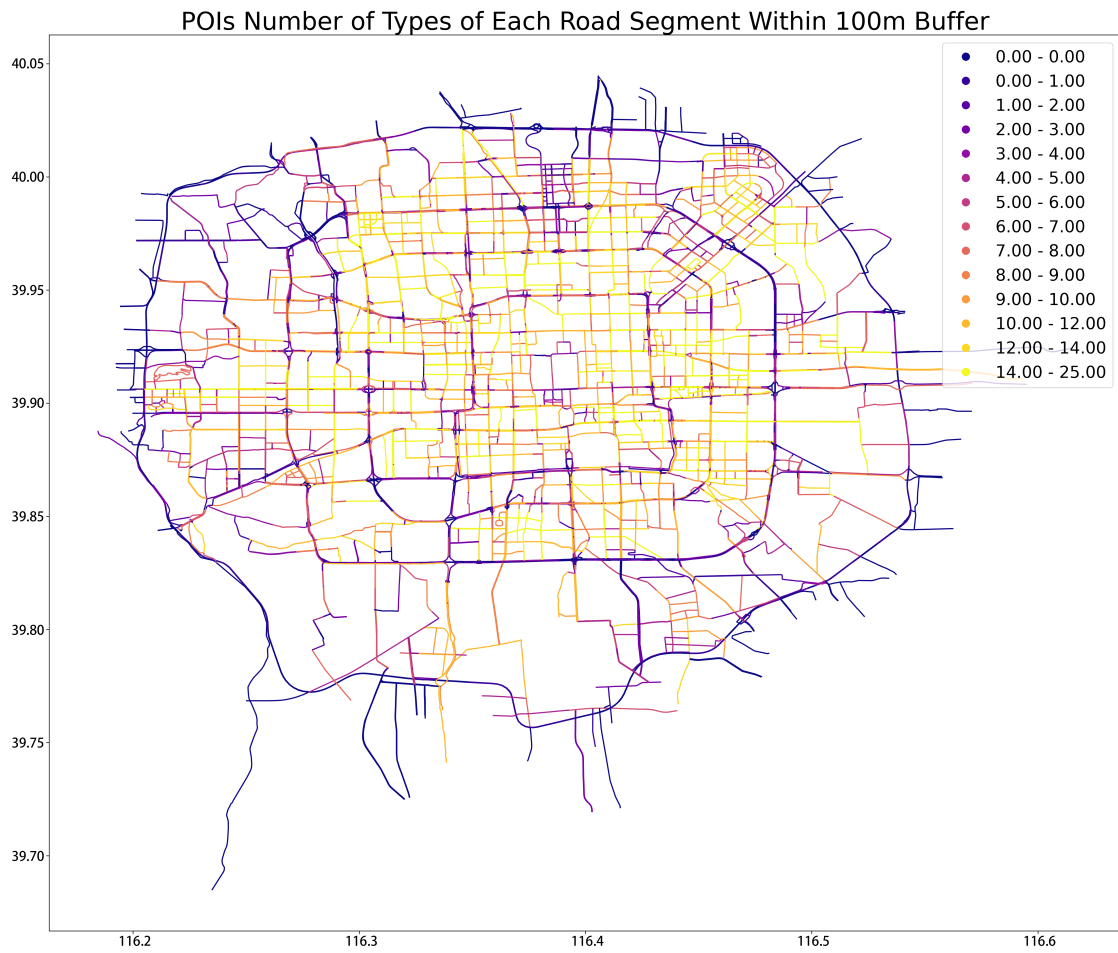 POIs Number of Types of Each Road Segment Within 100m Buffer
0.00 - 0.00
0.00 - 1.00
1.00 - 2.00
2.00 - 3.00
3.00 - 4.00
4.00 - 5.00
5.00 - 6.00
6.00 - 7.00
7.00 - 8.00
8.00 - 9.00
9.00 - 10.00
10.00 - 12.00
12.00 - 14.00
14.00 - 25.00
40.05
40.00
39.95
39.90
39.85
39.80
39.75
39.70
116.2
116.3
116.4
116.5
116.6